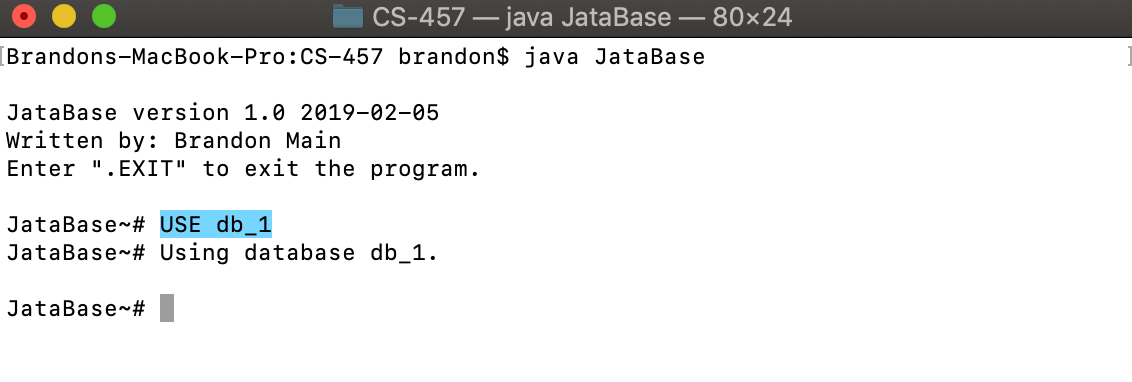 CS-457 — java JataBase — 80×24
Brandons-MacBook-Pro:CS-457 brandon$ java JataBase
JataBase version 1.0 2019-02-05
Written by: Brandon Main
Enter ".EXIT" to exit the program.
JataBase~# USE db_1
JataBase~# Using database db_1.
JataBase~#